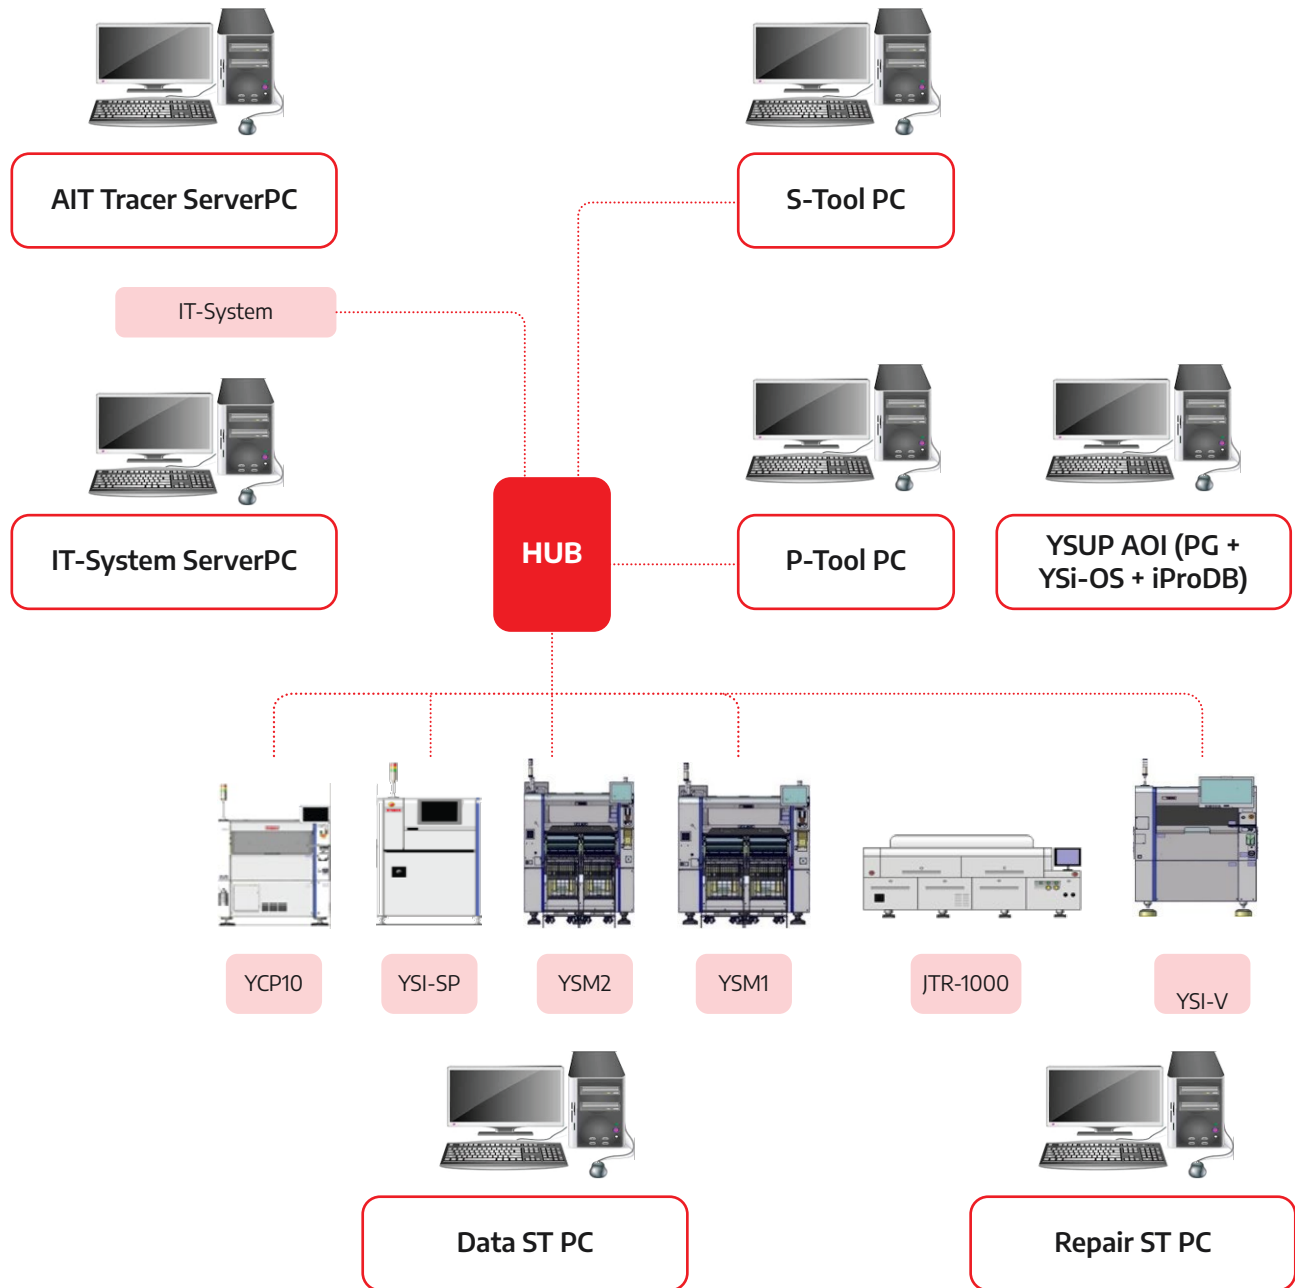 AIT Tracer ServerPC
S-Tool PC
IT-System
IT-System ServerPC
HUB
P-Tool PC
YSUP AOI (PG +
YSi-OS + iProDB)
YCP10
YSI-SP
YSM2
YSM1
JTR-1000
YSI-V
Data ST PC
Repair ST PC